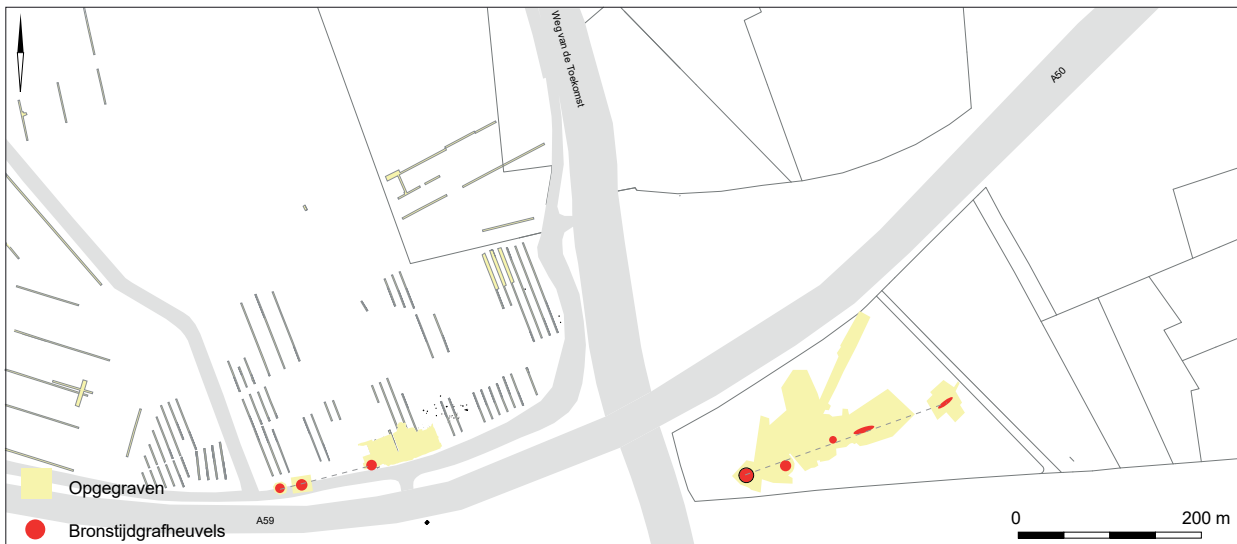 Weg van de Toekomst
A50
Opgegraven
A59
Bronstijdgrafheuvels
0 200 m